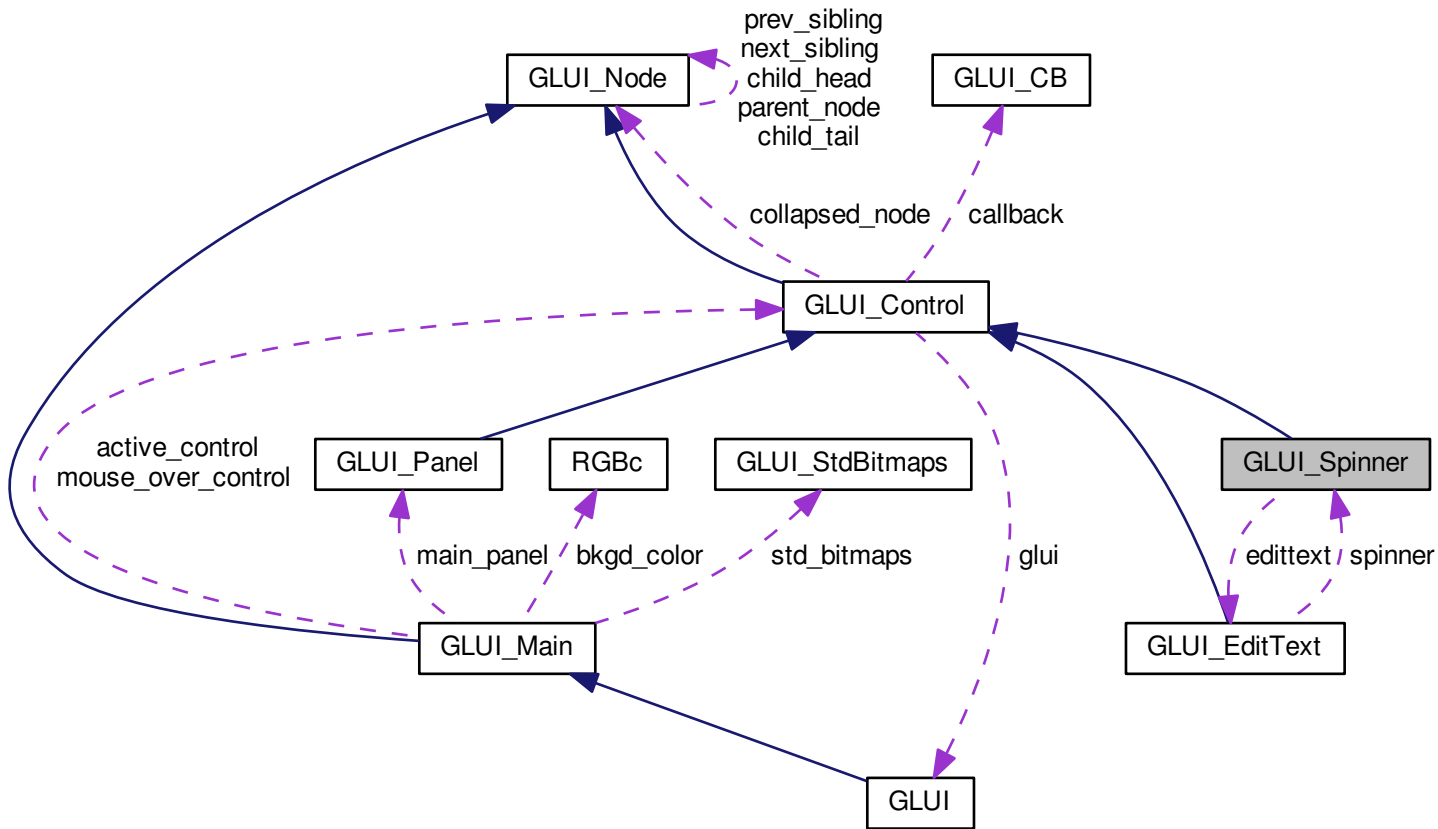 prev_sibling
next_sibling
GLUI_Node
child_head
GLUI_CB
parent_node
child_tail
collapsed_node
callback
GLUI_Control
active_control
mouse_over_control
GLUI_Panel
RGBc
GLUI_StdBitmaps
GLUI_Spinner
main_panel
bkgd_color
std_bitmaps
glui
edittext
spinner
GLUI_Main
GLUI_EditText
GLUI